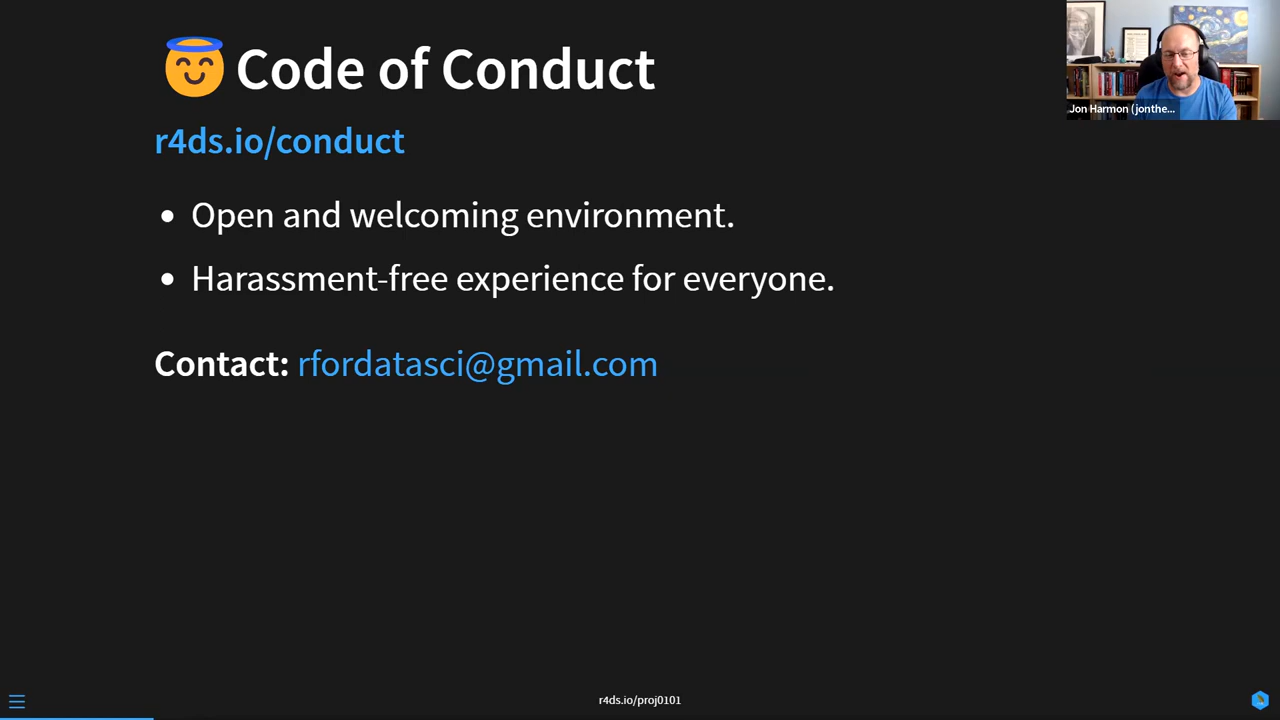 Code of Conduct
r4ds.io/conduct
• Open and welcoming environment.
• Harassment-free experience for everyone.
Contact: rfordatasci@gmail.com
Jon Harmon (jonthe...
r4ds.io/proj0101